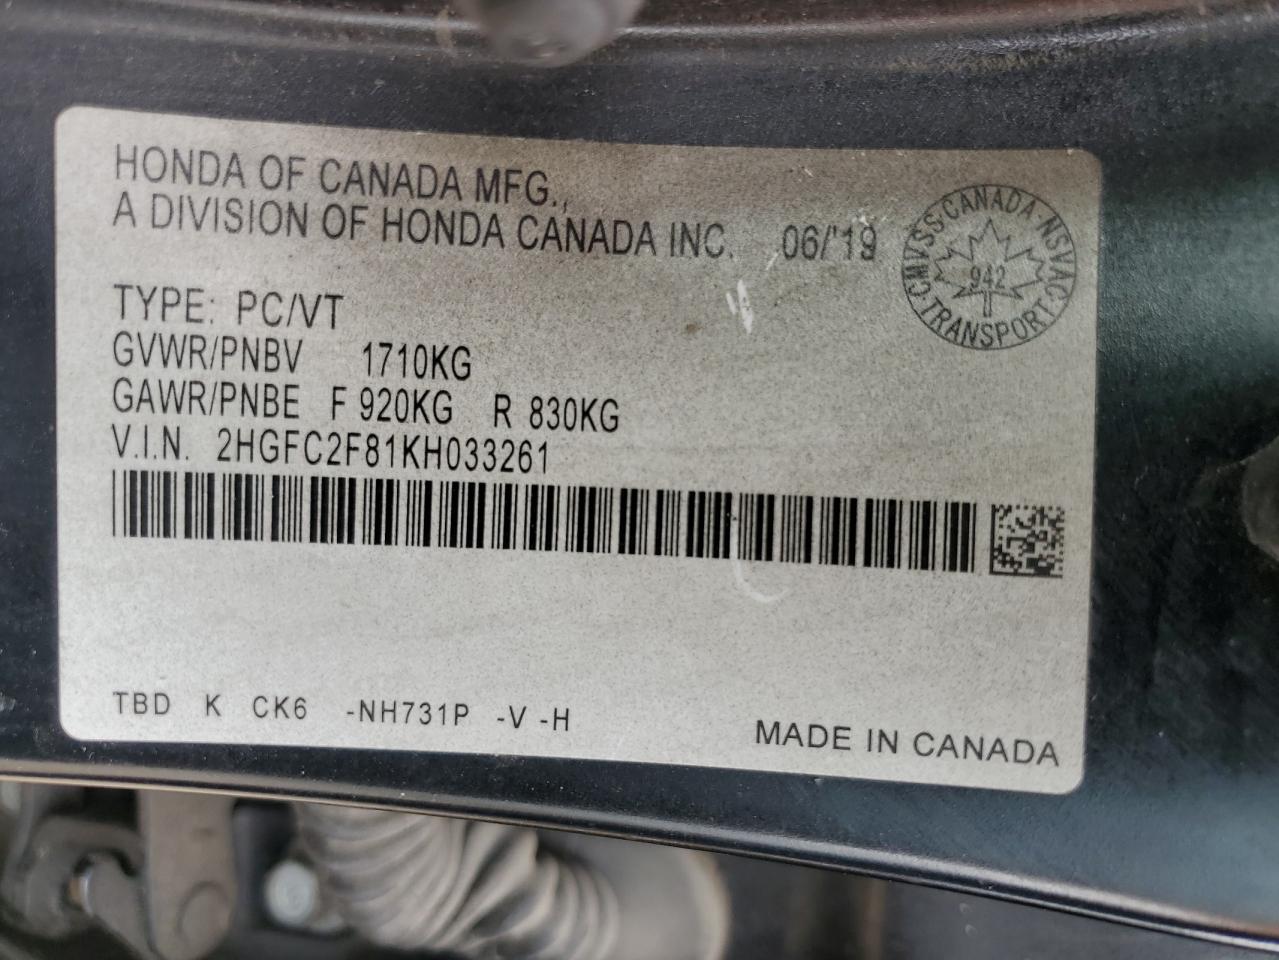 HONDA OF CANADA MFG.,
A DIVISION OF HONDA CANADA INC. 06/'19
CMVSS·CANADA·NSVAC·TRANSPORT·
942
TYPE: PC/VT
GVWR/PNBV 1710KG
GAWR/PNBE F 920KG R 830KG
V.I.N. 2HGFC2F81KH033261
TBD K CK6 -NH731P -V -H
MADE IN CANADA